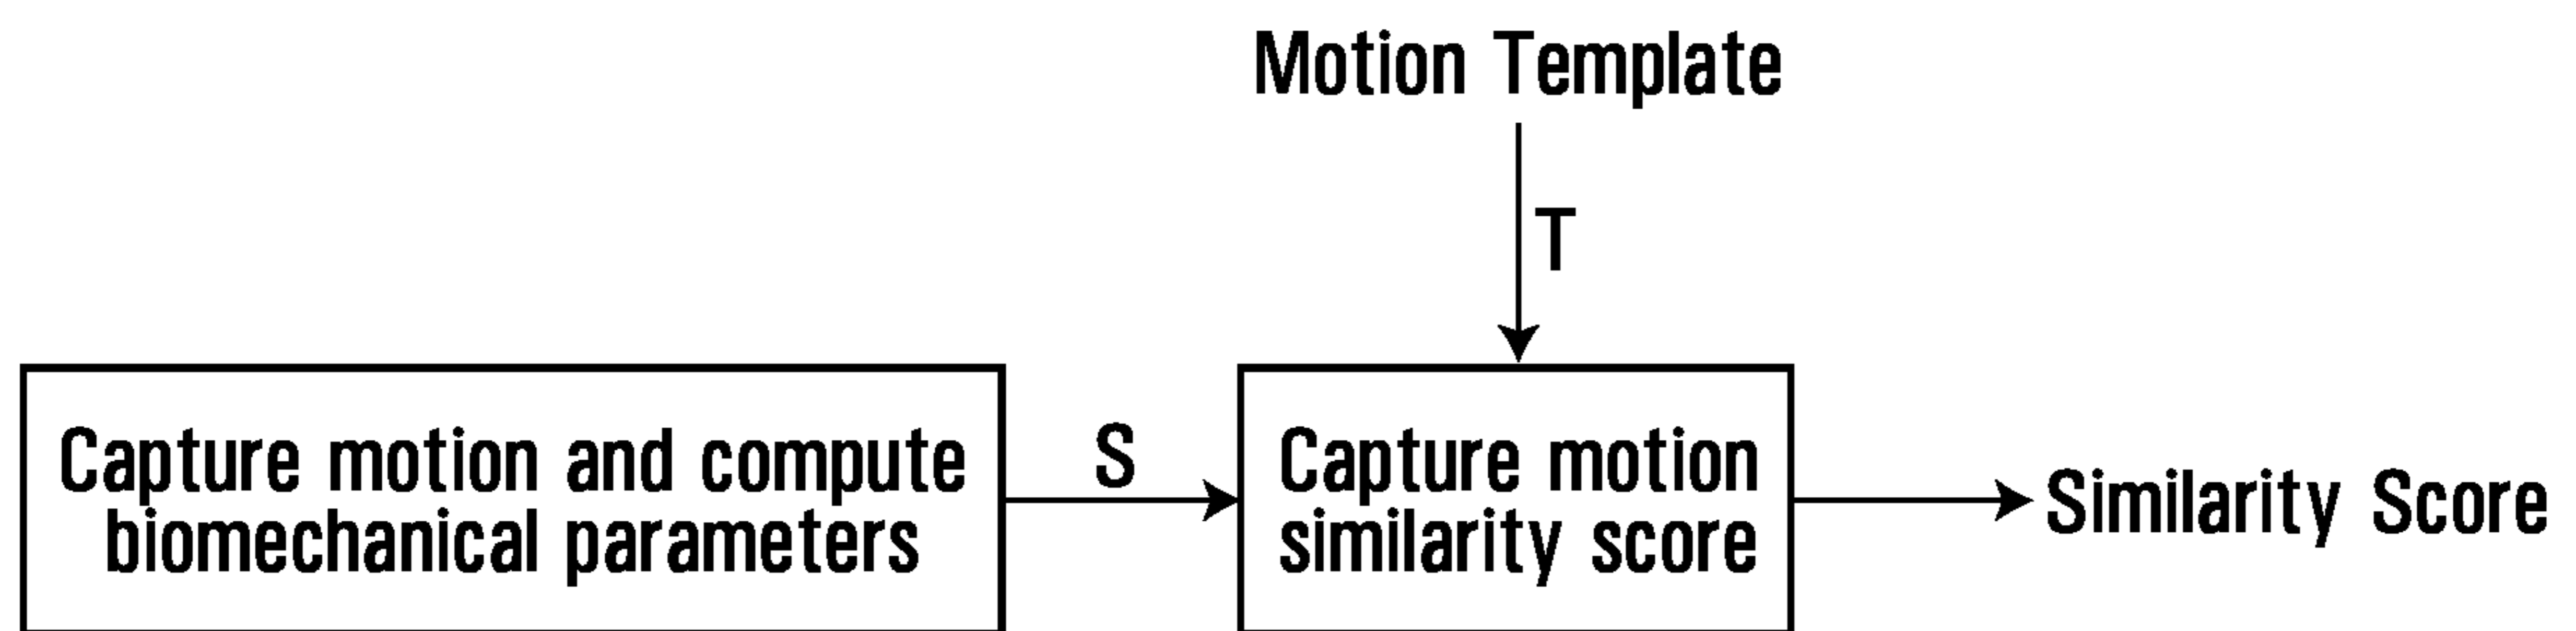 Motion Template
T
Capture motion and compute
biomechanical parameters
S
Capture motion
similarity score
Similarity Score